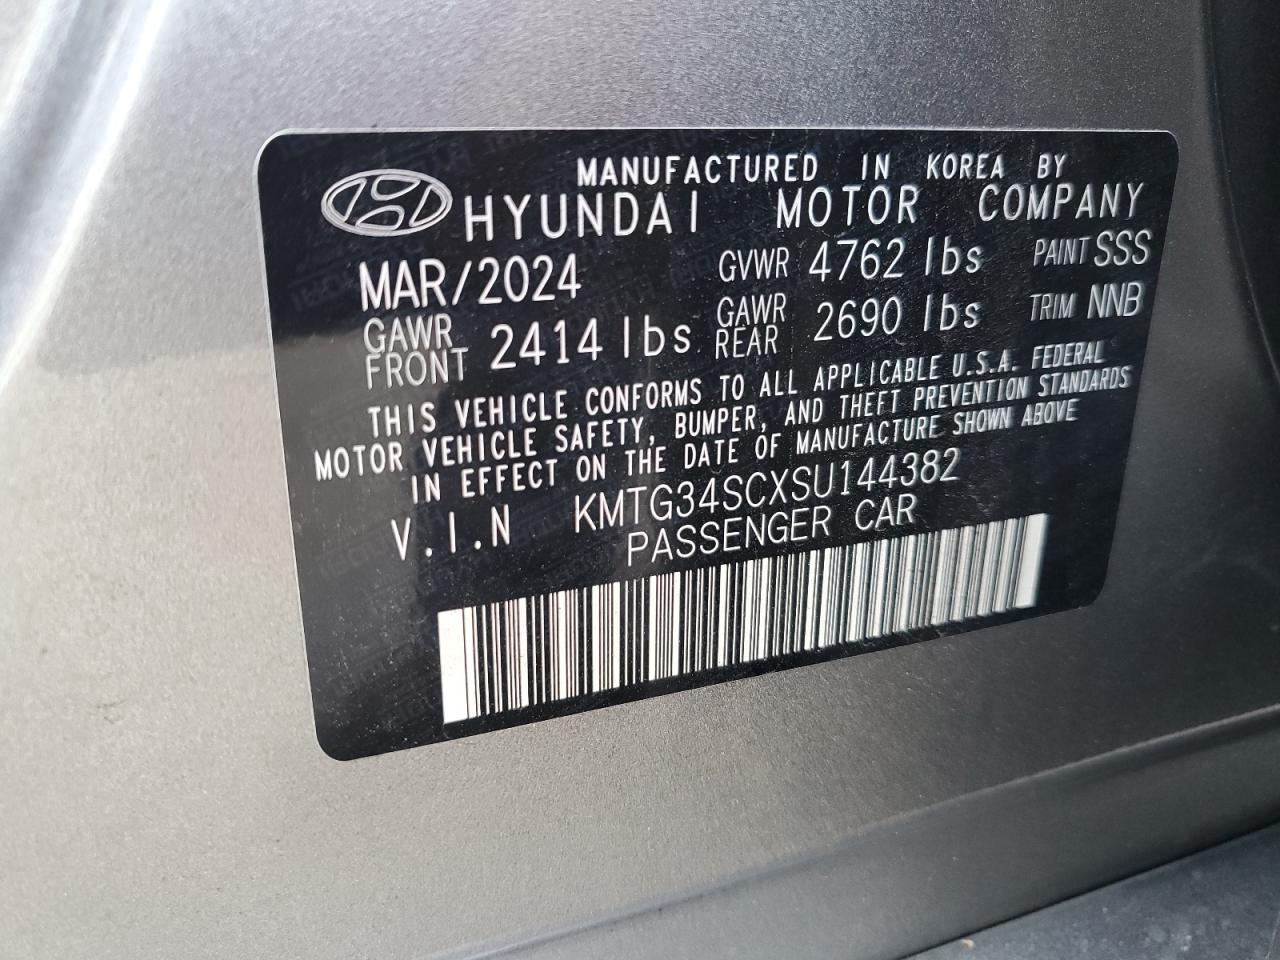 MANUFACTURED IN KOREA BY
HYUNDAI MOTOR COMPANY
MAR/2024 GVWR 4762 lbs PAINT SSS
GAWR FRONT 2414 lbs GAWR REAR 2690 lbs TRIM NNB
THIS VEHICLE CONFORMS TO ALL APPLICABLE U.S.A. FEDERAL
MOTOR VEHICLE SAFETY, BUMPER, AND THEFT PREVENTION STANDARDS
IN EFFECT ON THE DATE OF MANUFACTURE SHOWN ABOVE
V.I.N KMTG34SCXSU144382
PASSENGER CAR